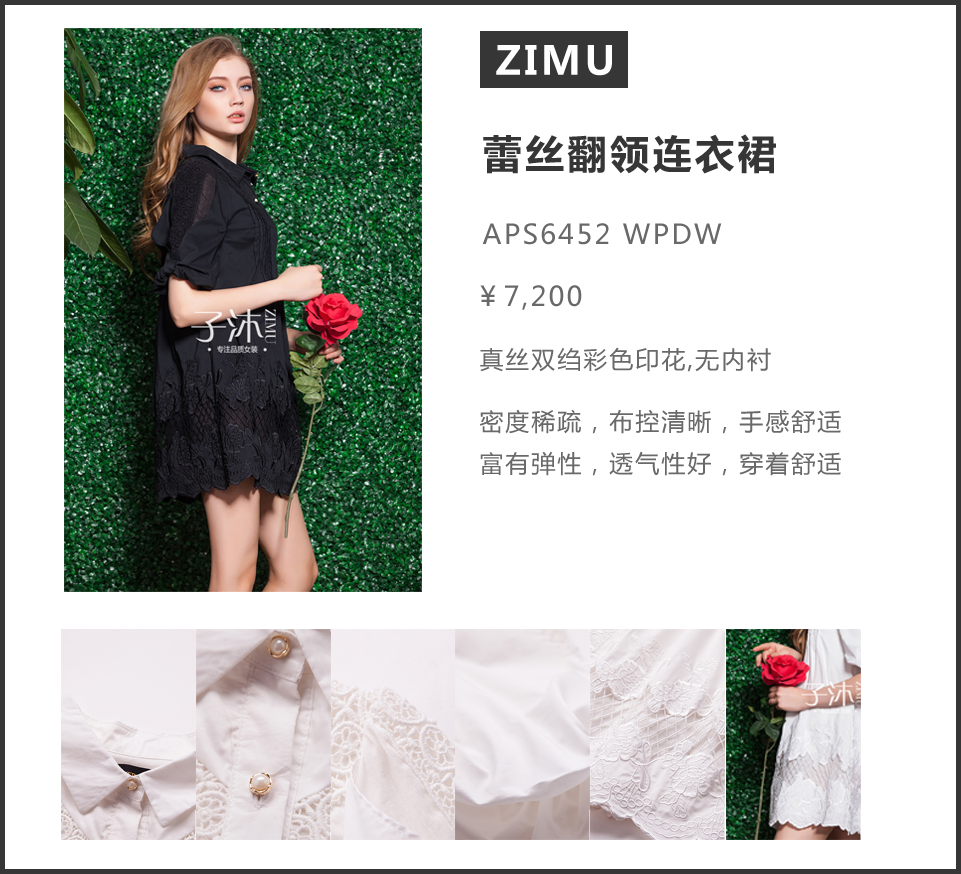 ZIMU
蕾丝翻领连衣裙
APS6452 WPDW
¥7,200
真丝双绉彩色印花,无内衬
密度稀疏，布控清晰，手感舒适
富有弹性，透气性好，穿着舒适
子沐 ZIMU
•专注品质女装•
子沐